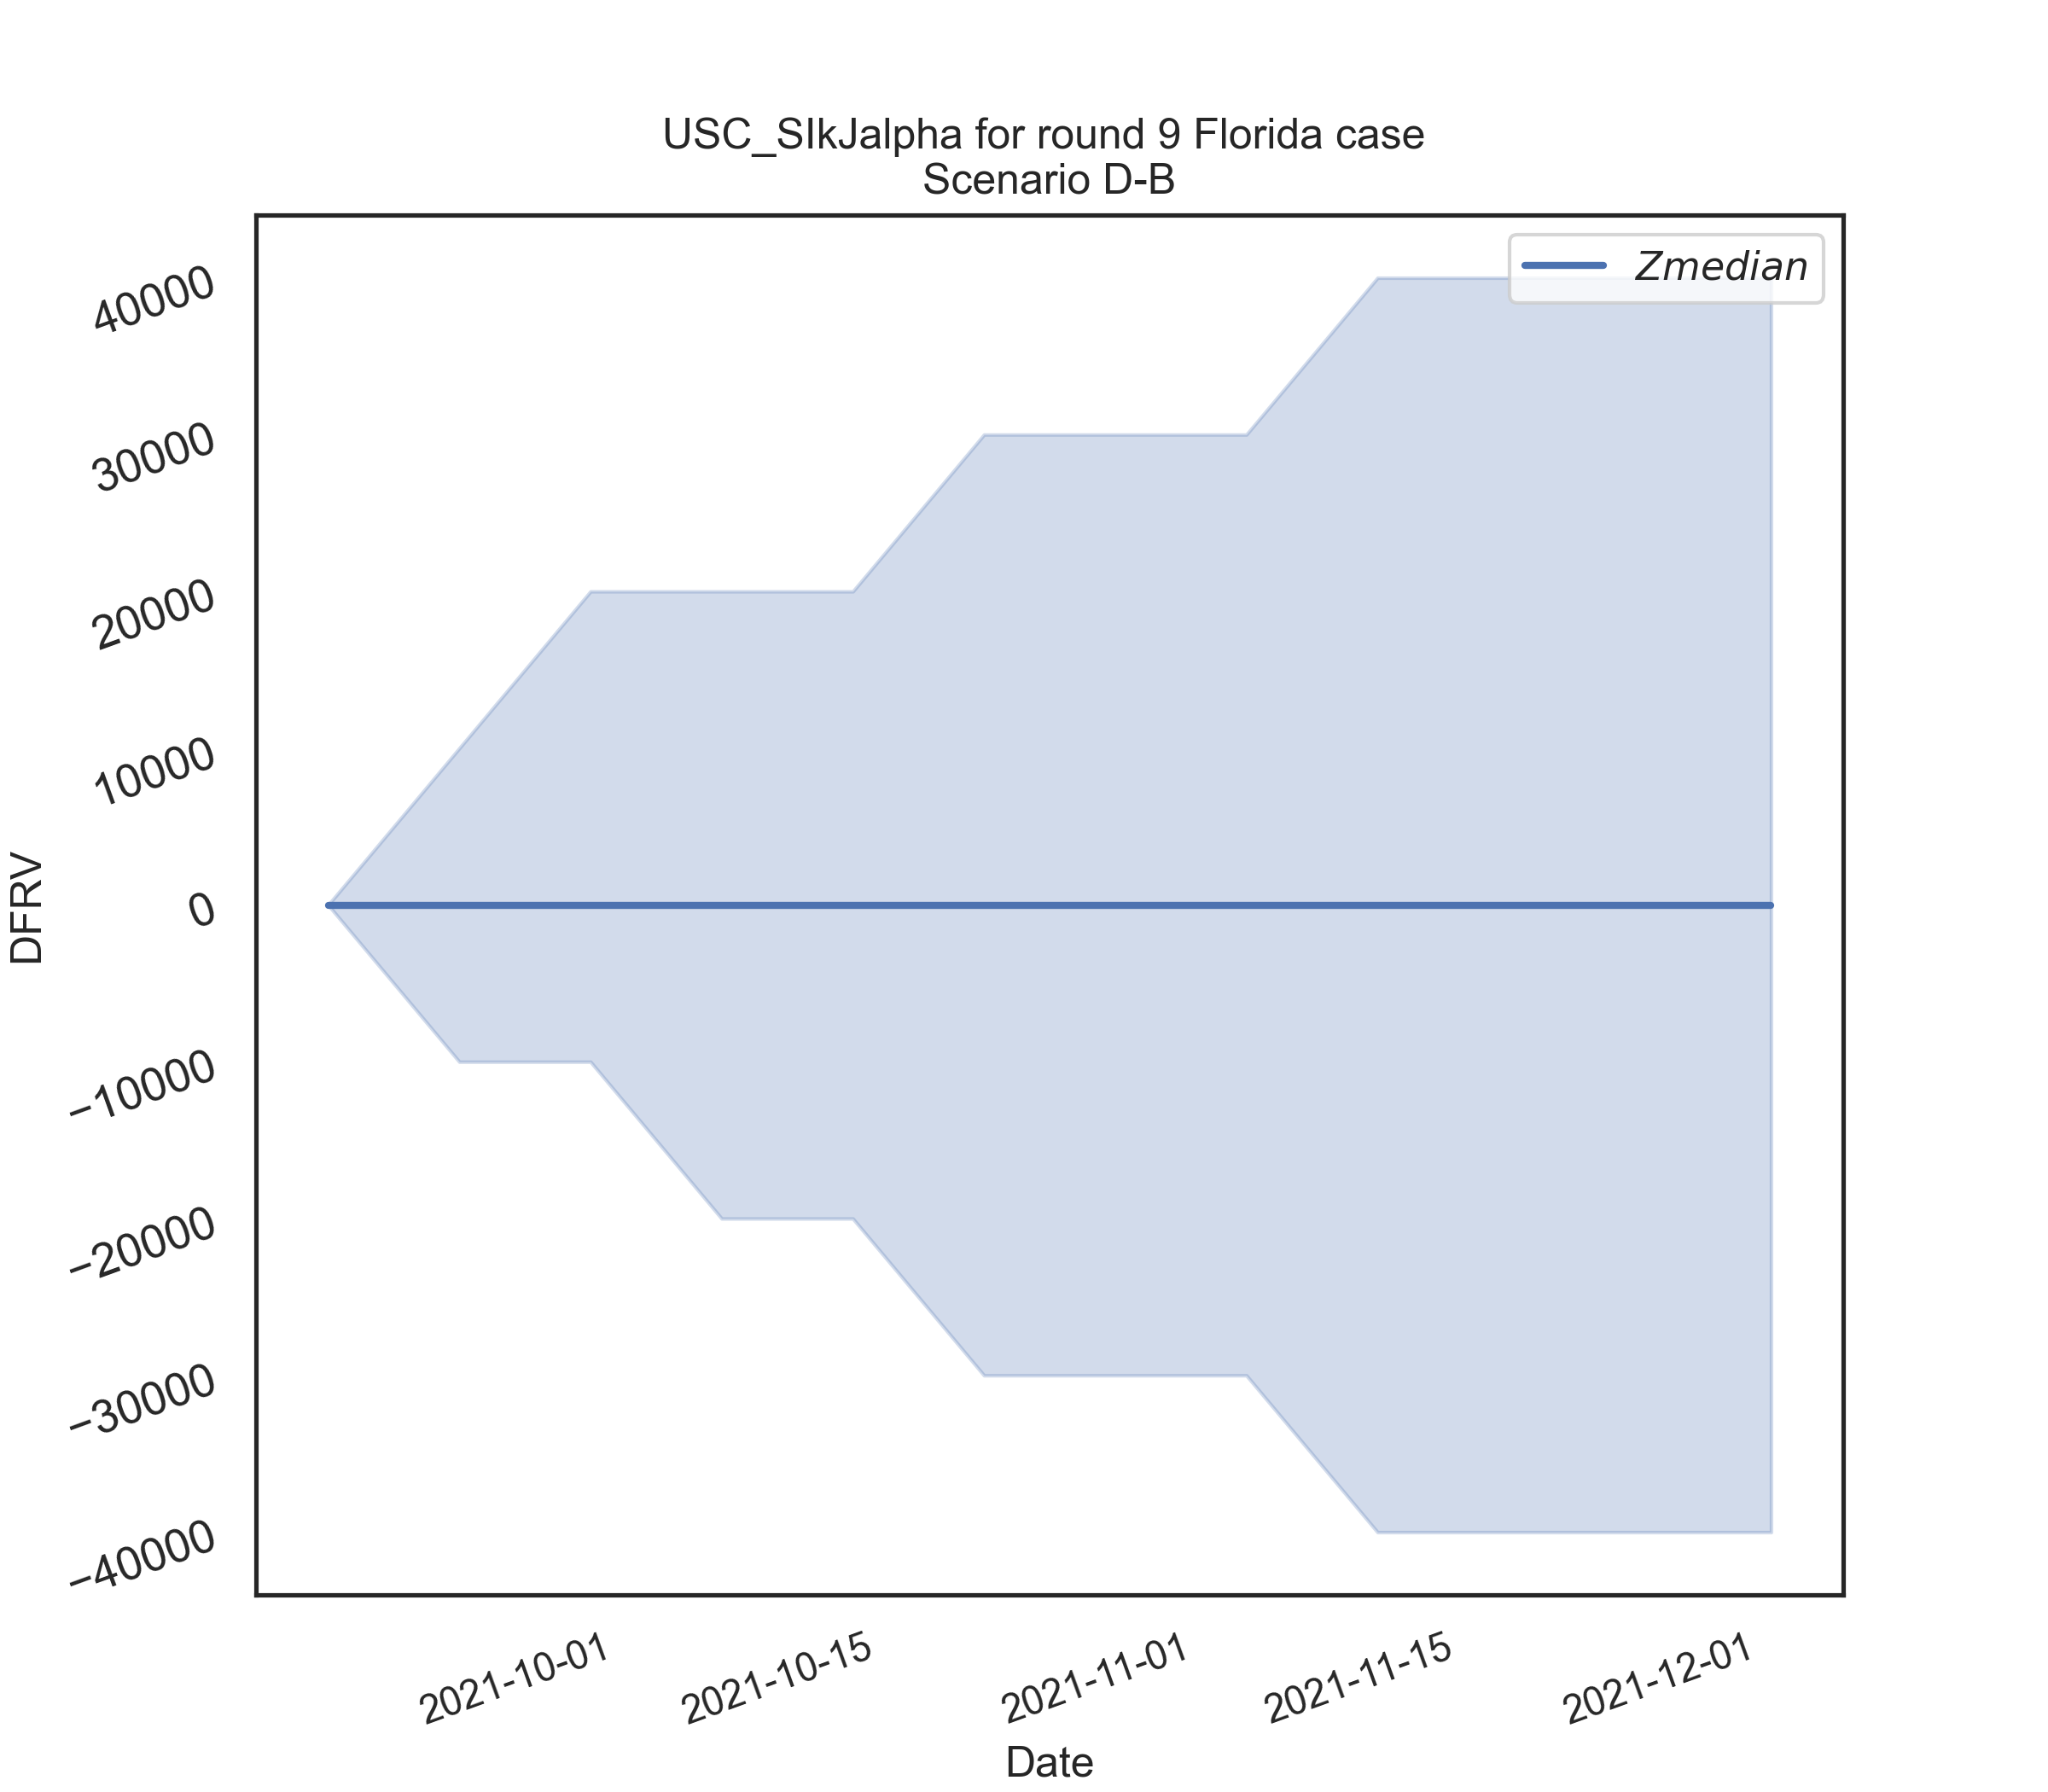 USC_SIkJalpha for round 9 Florida case
Scenario D-B
Zmedian
40000
30000
20000
10000
0
−10000
−20000
−30000
−40000
DFRV
2021-10-01
2021-10-15
2021-11-01
2021-11-15
2021-12-01
Date